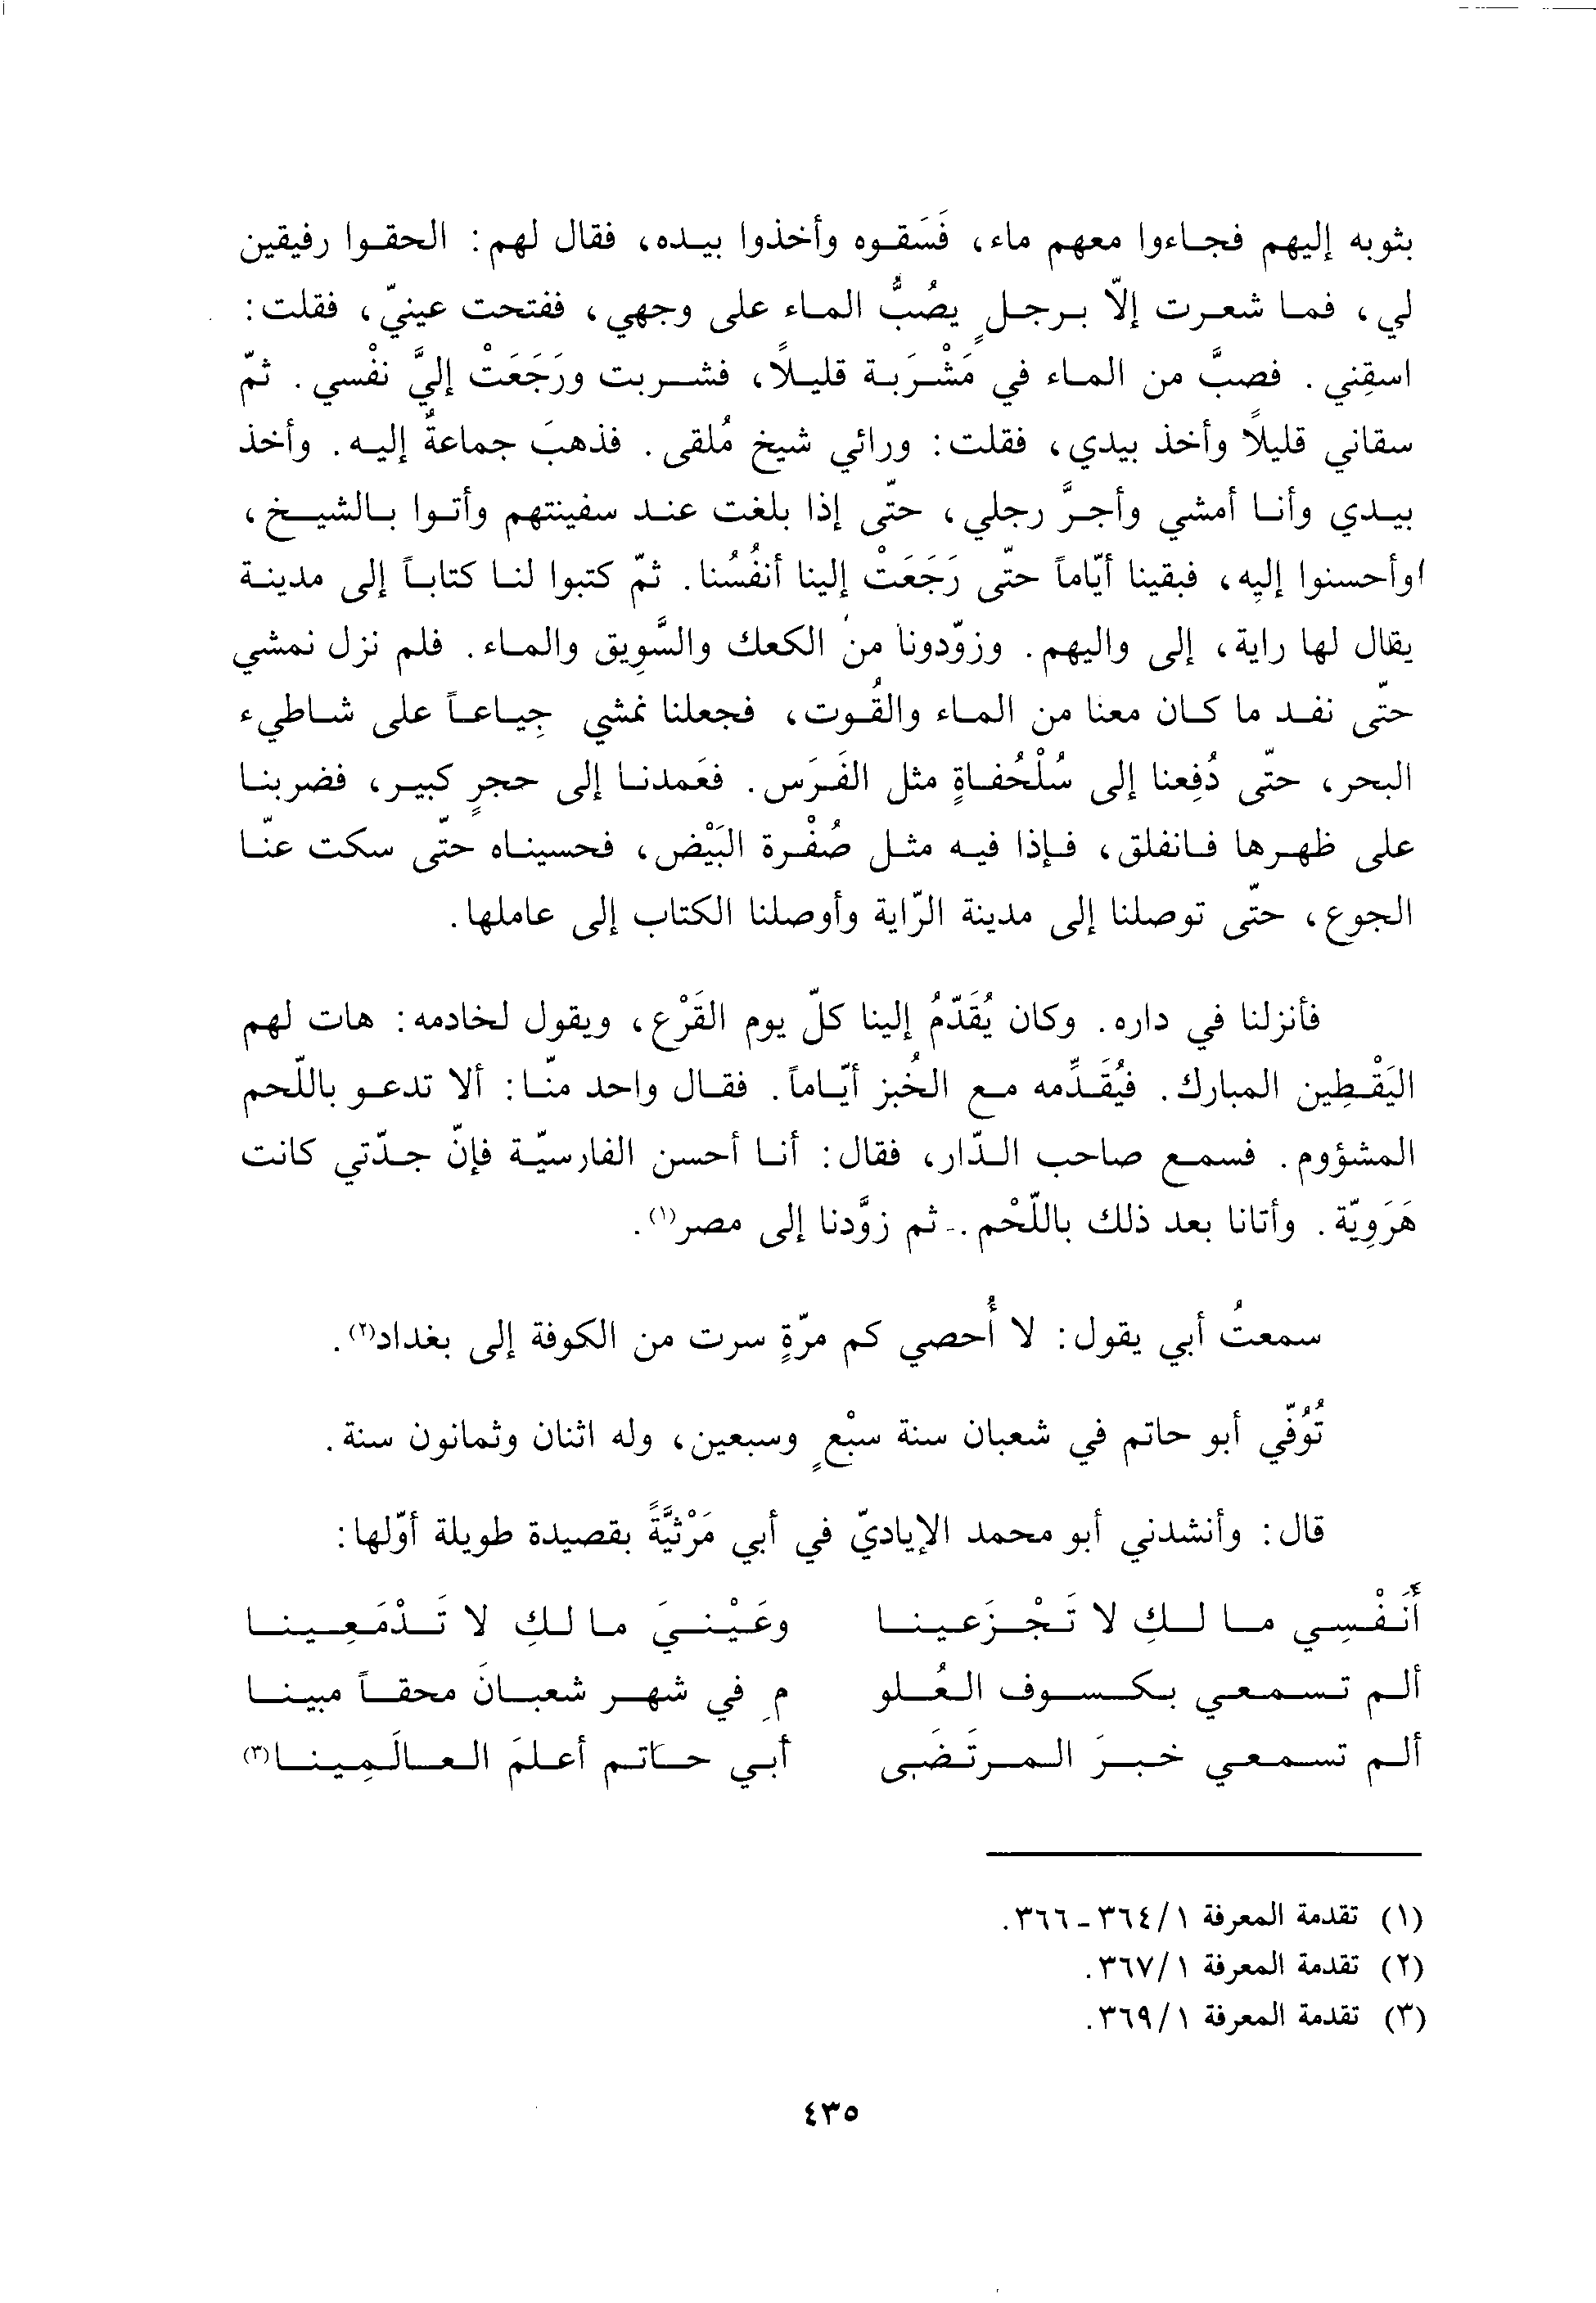 بثوبه إليهم فجاءوا معهم ماء، فَسَقوه وأخذوا بيده، فقال لهم: الحقوا رفيقين
لي، فما شعرت إلاّ برجلٍ يصُبُّ الماء على وجهي، ففتحت عينيّ، فقلت:
اسقِني. فصبَّ من الماء في مَشْرَبة قليلاً، فشربت ورَجَعَتْ إليَّ نفْسي. ثمّ
سقاني قليلاً وأخذ بيدي، فقلت: ورائي شيخ مُلقى. فذهبَ جماعةٌ إليه. وأخذ
بيدي وأنا أمشي وأجرَّ رجلي، حتّى إذا بلغت عند سفينتهم وأتوا بالشيخ،
وأحسنوا إليه، فبقينا أيّاماً حتّى رَجَعَتْ إلينا أنفُسُنا. ثمّ كتبوا لنا كتاباً إلى مدينة
يقال لها راية، إلى واليهم. وزوّدونا من الكعك والسَّوِيق والماء. فلم نزل نمشي
حتّى نفد ما كان معنا من الماء والقُوت، فجعلنا نمشي جِياعاً على شاطيء
البحر، حتّى دُفِعنا إلى سُلْحُفاةٍ مثل الفَرَس. فعَمدنا إلى حجرٍ كبير، فضربنا
على ظهرها فانفلق، فإذا فيه مثل صُفْرة البَيْض، فحسيناه حتّى سكت عنّا
الجوع، حتّى توصلنا إلى مدينة الرّاية وأوصلنا الكتاب إلى عاملها.
فأنزلنا في داره. وكان يُقَدّمُ إلينا كلّ يوم القَرْع، ويقول لخادمه: هات لهم
اليَقْطِين المبارك. فيُقَدِّمه مع الخُبز أيّاماً. فقال واحد منّا: ألا تدعو باللّحم
المشؤوم. فسمع صاحب الدّار، فقال: أنا أحسن الفارسيّة فإنّ جدّتي كانت
هَرَوِيّة. وأتانا بعد ذلك باللّحْم. ثم زوَّدنا إلى مصر(١).
سمعتُ أبي يقول: لا أُحصي كم مرّةٍ سرت من الكوفة إلى بغداد(٢).
تُوُفّي أبو حاتم في شعبان سنة سبْعٍ وسبعين، وله اثنان وثمانون سنة.
قال: وأنشدني أبو محمد الإياديّ في أبي مَرْثيَّةً بقصيدة طويلة أوّلها:
أَنَفْسِي ما لكِ لا تَجْزَعينا وعَيْنيَ ما لكِ لا تَدْمَعِينا
ألم تسمعي بكسوف العُلو مِ في شهر شعبانَ محقاً مبينا
ألم تسمعي خبرَ المرتَضَى أبي حاتم أعلمَ العالَمِينا(٣)
(١) تقدمة المعرفة ٣٦٤/١ - ٣٦٦.
(٢) تقدمة المعرفة ٣٦٧/١.
(٣) تقدمة المعرفة ٣٦٩/١.
٤٣٥